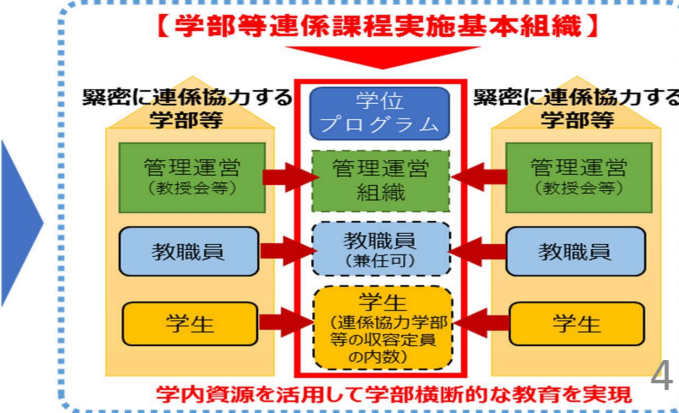 【学部等連係課程実施基本組織】
緊密に連係協力する
学部等
管理運営
（教授会等）
教職員
学生
学位
プログラム
管理運営
組織
教職員
（兼任可）
学生
（連係協力学部
等の収容定員
の内数）
緊密に連係協力する
学部等
管理運営
（教授会等）
教職員
学生
学内資源を活用して学部横断的な教育を実現
4